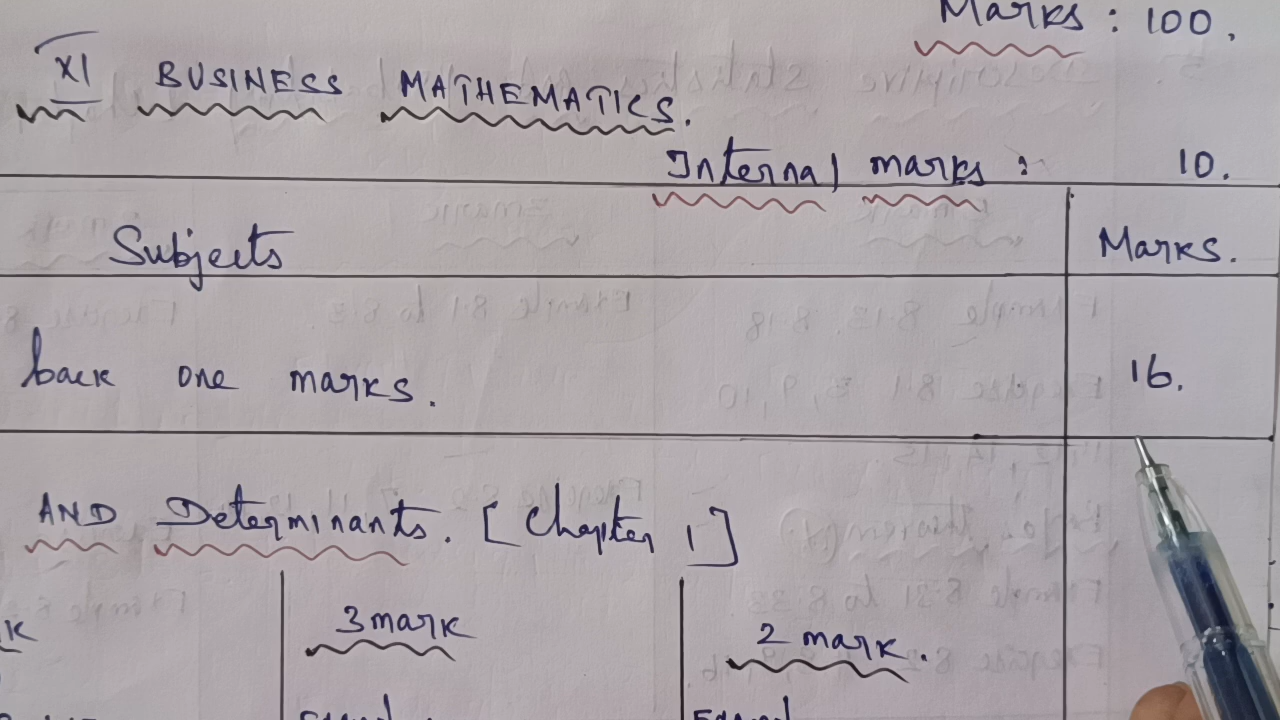 Marks : 100.
XI BUSINESS MATHEMATICS.
Internal marks : 10.
Subjects Marks.
back one marks. 16.
AND Determinants. [Chapter 1]
3 mark 2 mark.